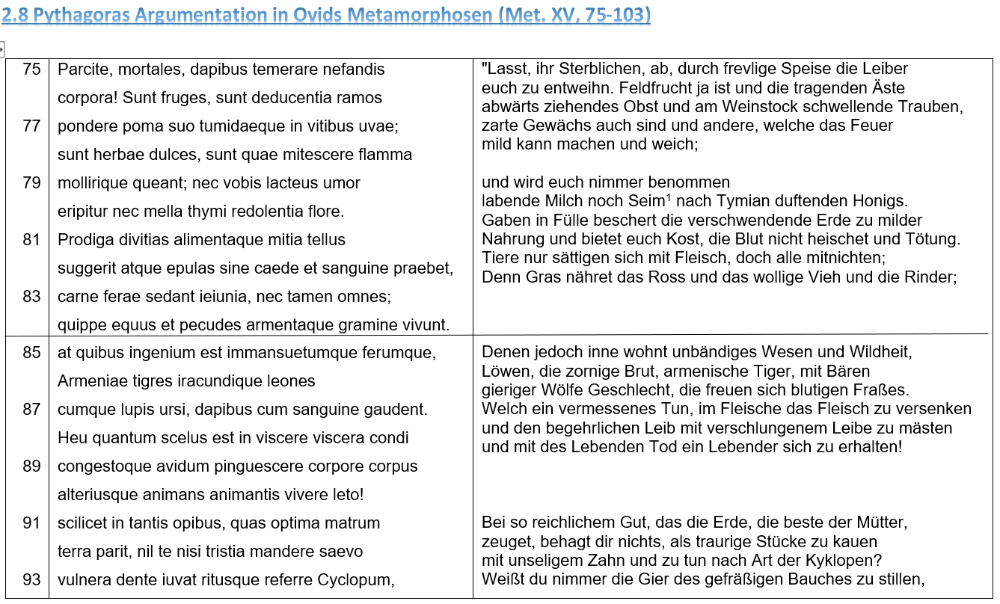 2.8 Pythagoras Argumentation in Ovids Metamorphosen (Met. XV, 75-103)
75 Parcite, mortales, dapibus temerare nefandis
corpora! Sunt fruges, sunt deducentia ramos
77 pondere poma suo tumidaeque in vitibus uvae;
sunt herbae dulces, sunt quae mitescere flamma
79 mollirique queant; nec vobis lacteus umor
eripitur nec mella thymi redolentia flore.
81 Prodiga divitias alimentaque mitia tellus
suggerit atque epulas sine caede et sanguine praebet,
83 carne ferae sedant ieiunia, nec tamen omnes;
quippe equus et pecudes armentaque gramine vivunt.
"Lasst, ihr Sterblichen, ab, durch frevlige Speise die Leiber
euch zu entweihn. Feldfrucht ja ist und die tragenden Äste
abwärts ziehendes Obst und am Weinstock schwellende Trauben,
zarte Gewächs auch sind und andere, welche das Feuer
mild kann machen und weich;
und wird euch nimmer benommen
labende Milch noch Seim¹ nach Tymian duftenden Honigs.
Gaben in Fülle beschert die verschwendende Erde zu milder
Nahrung und bietet euch Kost, die Blut nicht heischet und Tötung.
Tiere nur sättigen sich mit Fleisch, doch alle mitnichten;
Denn Gras nähret das Ross und das wollige Vieh und die Rinder;
85 at quibus ingenium est immansuetumque ferumque,
Armeniae tigres iracundique leones
87 cumque lupis ursi, dapibus cum sanguine gaudent.
Heu quantum scelus est in viscere viscera condi
89 congestoque avidum pinguescere corpore corpus
alteriusque animans animantis vivere leto!
91 scilicet in tantis opibus, quas optima matrum
terra parit, nil te nisi tristia mandere saevo
93 vulnera dente iuvat ritusque referre Cyclopum,
Denen jedoch inne wohnt unbändiges Wesen und Wildheit,
Löwen, die zornige Brut, armenische Tiger, mit Bären
gieriger Wölfe Geschlecht, die freuen sich blutigen Fraßes.
Welch ein vermessenes Tun, im Fleische das Fleisch zu versenken
und den begehrlichen Leib mit verschlungenem Leibe zu mästen
und mit des Lebenden Tod ein Lebender sich zu erhalten!
Bei so reichlichem Gut, das die Erde, die beste der Mütter,
zeuget, behagt dir nichts, als traurige Stücke zu kauen
mit unseligem Zahn und zu tun nach Art der Kyklopen?
Weißt du nimmer die Gier des gefräßigen Bauches zu stillen,